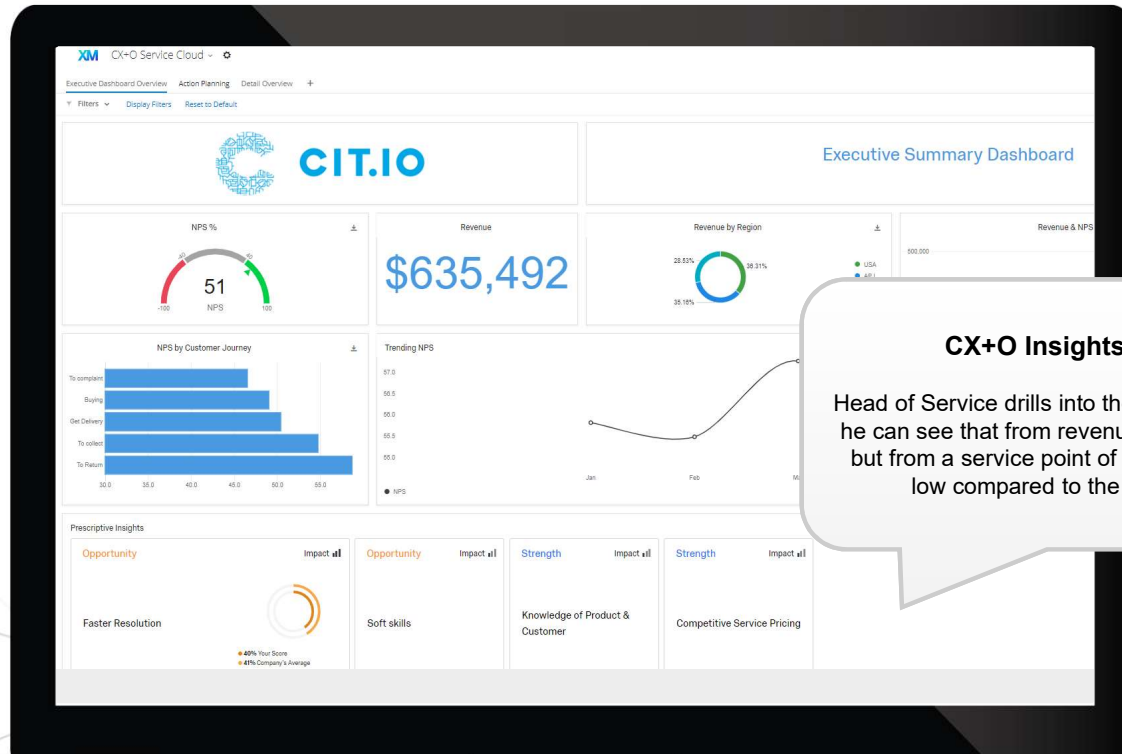 XM CX+O Service Cloud
Executive Dashboard Overview Action Planning Detail Overview +
Filters Display Filters Reset to Default
CIT.IO
Executive Summary Dashboard
NPS %
-40
-100
51
NPS
100
Revenue
$635,492
Revenue by Region
28.53%
36.31%
35.16%
USA
Revenue & NPS
500,000
NPS by Customer Journey
To complaint
Buying
Get Delivery
To collect
To Return
30.0 35.0 40.0 45.0 50.0 55.0
Trending NPS
57.0
56.5
56.0
55.5
55.0
Jan Feb
NPS
CX+O Insights
Head of Service drills into the
he can see that from revenu
but from a service point of
low compared to the
Prescriptive Insights
Opportunity Impact
Faster Resolution
40% Your Score
41% Company's Average
Opportunity Impact
Soft skills
Strength Impact
Knowledge of Product &
Customer
Strength Impact
Competitive Service Pricing